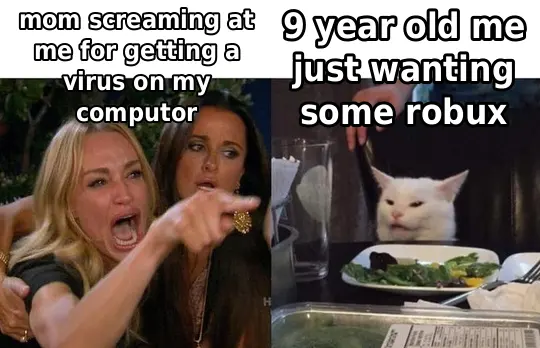 mom screaming at
me for getting a
virus on my
computor
9 year old me
just wanting
some robux